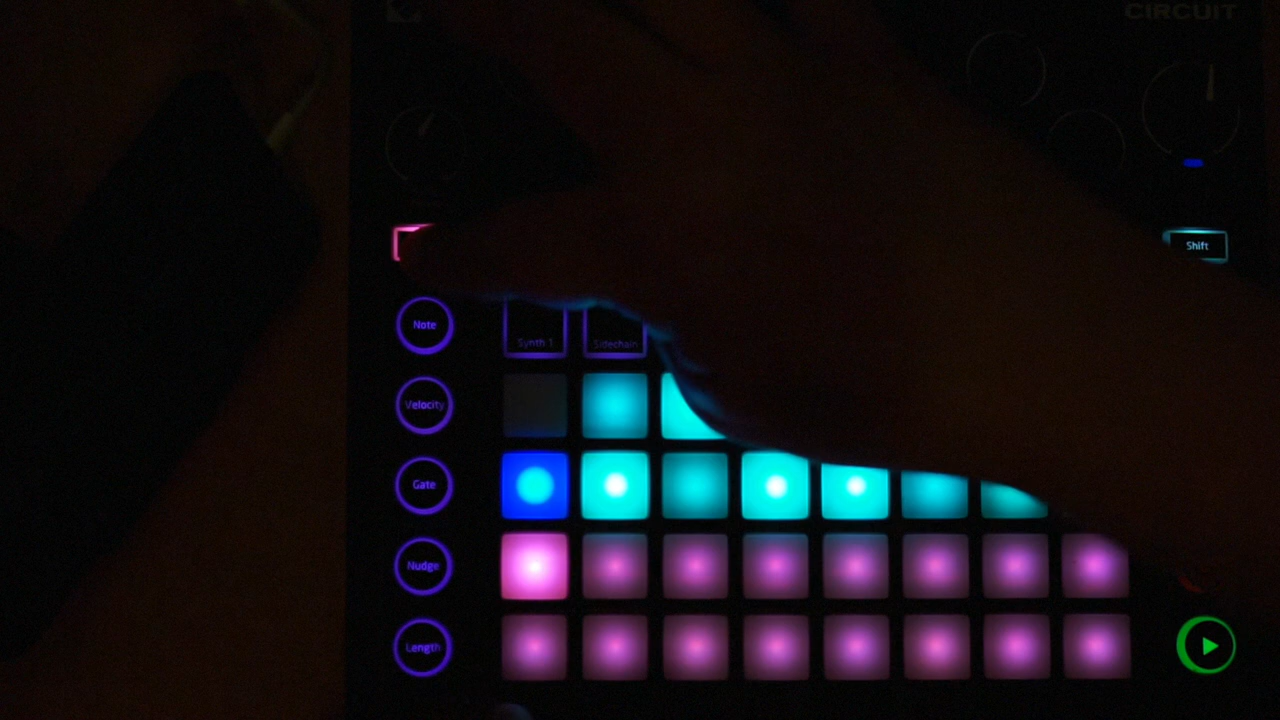 CIRCUIT
Shift
Note
Synth 1
Sidechain
Velocity
Gate
Nudge
Length